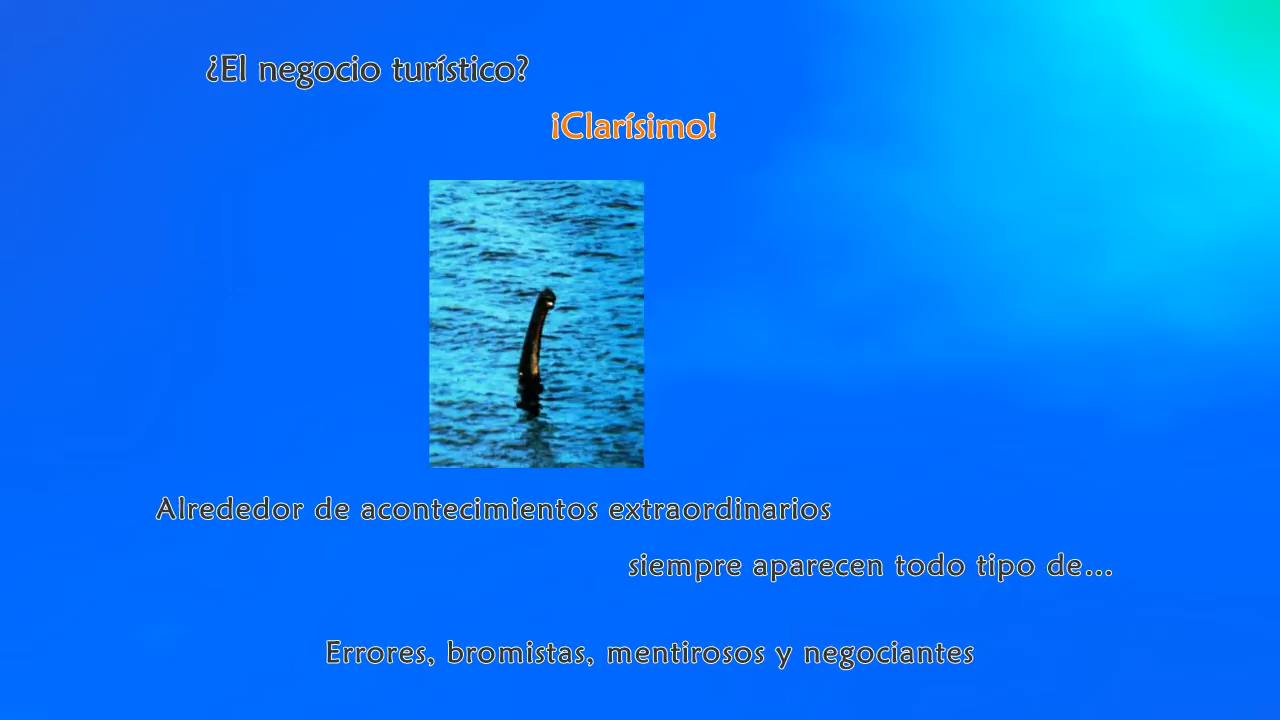 ¿El negocio turístico?
¡Clarísimo!
Alrededor de acontecimientos extraordinarios
siempre aparecen todo tipo de...
Errores, bromistas, mentirosos y negociantes